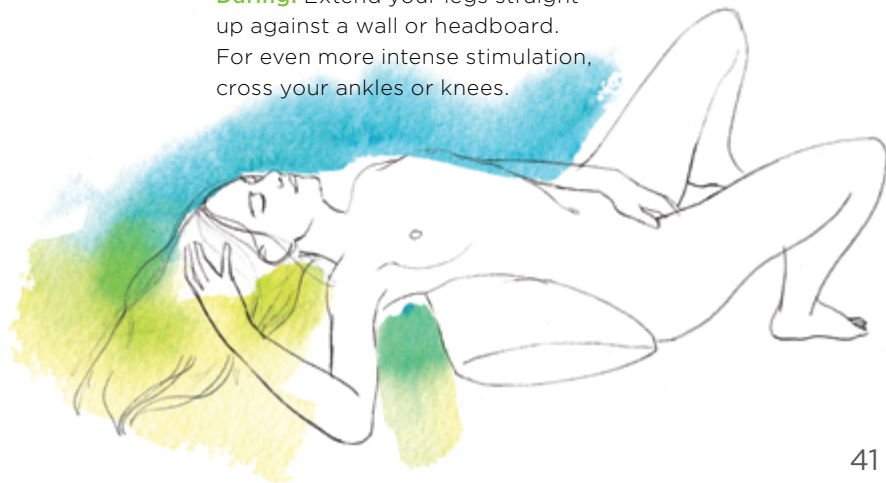 Daring: Extend your legs straight
up against a wall or headboard.
For even more intense stimulation,
cross your ankles or knees.
41